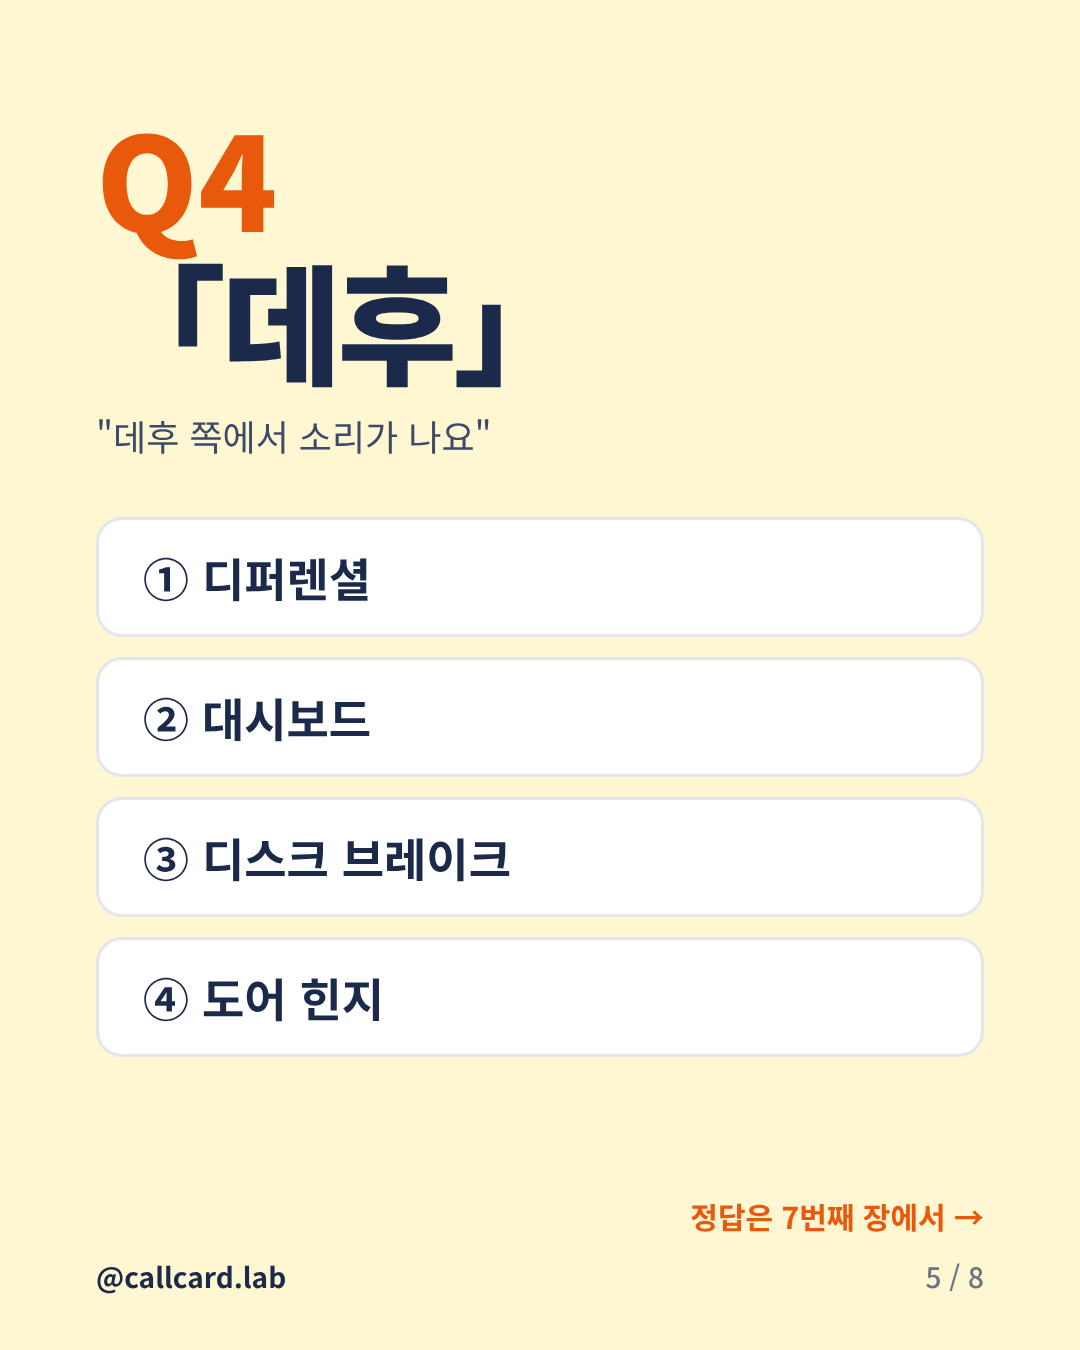 Q4
「데후」
"데후 쪽에서 소리가 나요"
① 디퍼렌셜
② 대시보드
③ 디스크 브레이크
④ 도어 힌지
정답은 7번째 장에서 →
@callcard.lab
5 / 8